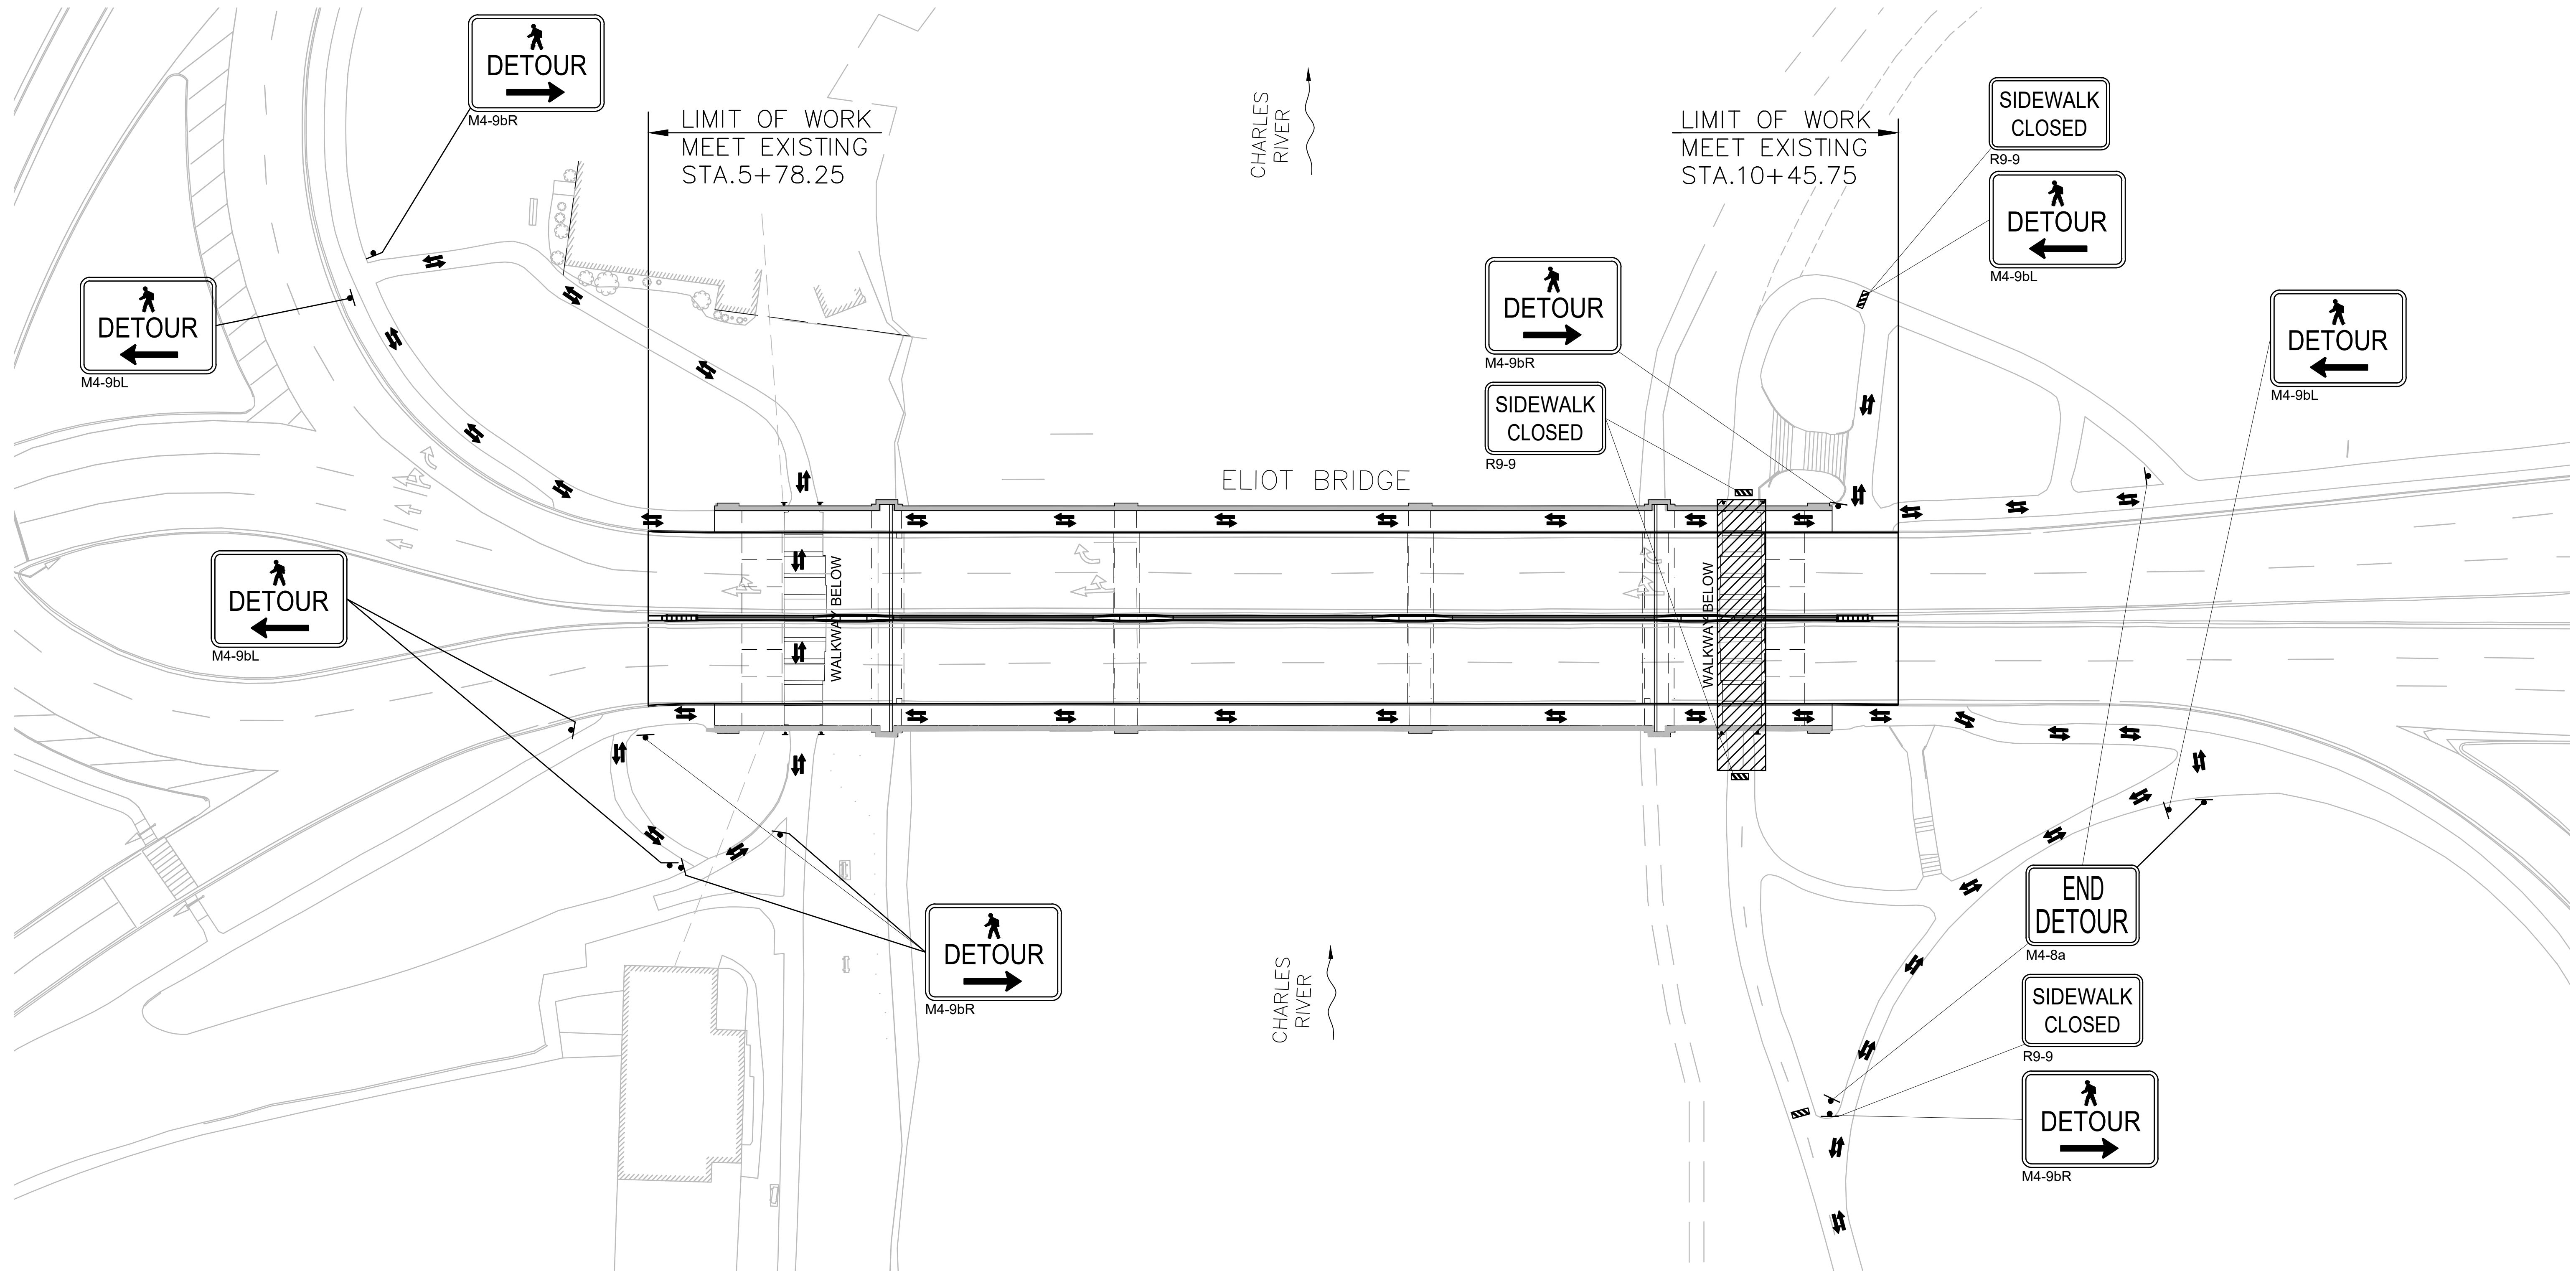 DETOUR
M4-9bR
LIMIT OF WORK
MEET EXISTING
STA.5+78.25
CHARLES
RIVER
LIMIT OF WORK
MEET EXISTING
STA.10+45.75
SIDEWALK
CLOSED
R9-9
DETOUR
M4-9bL
DETOUR
M4-9bL
DETOUR
M4-9bR
SIDEWALK
CLOSED
R9-9
DETOUR
M4-9bL
ELIOT BRIDGE
DETOUR
M4-9bL
WALKWAY BELOW
WALKWAY BELOW
DETOUR
M4-9bR
CHARLES
RIVER
END
DETOUR
M4-8a
SIDEWALK
CLOSED
R9-9
DETOUR
M4-9bR